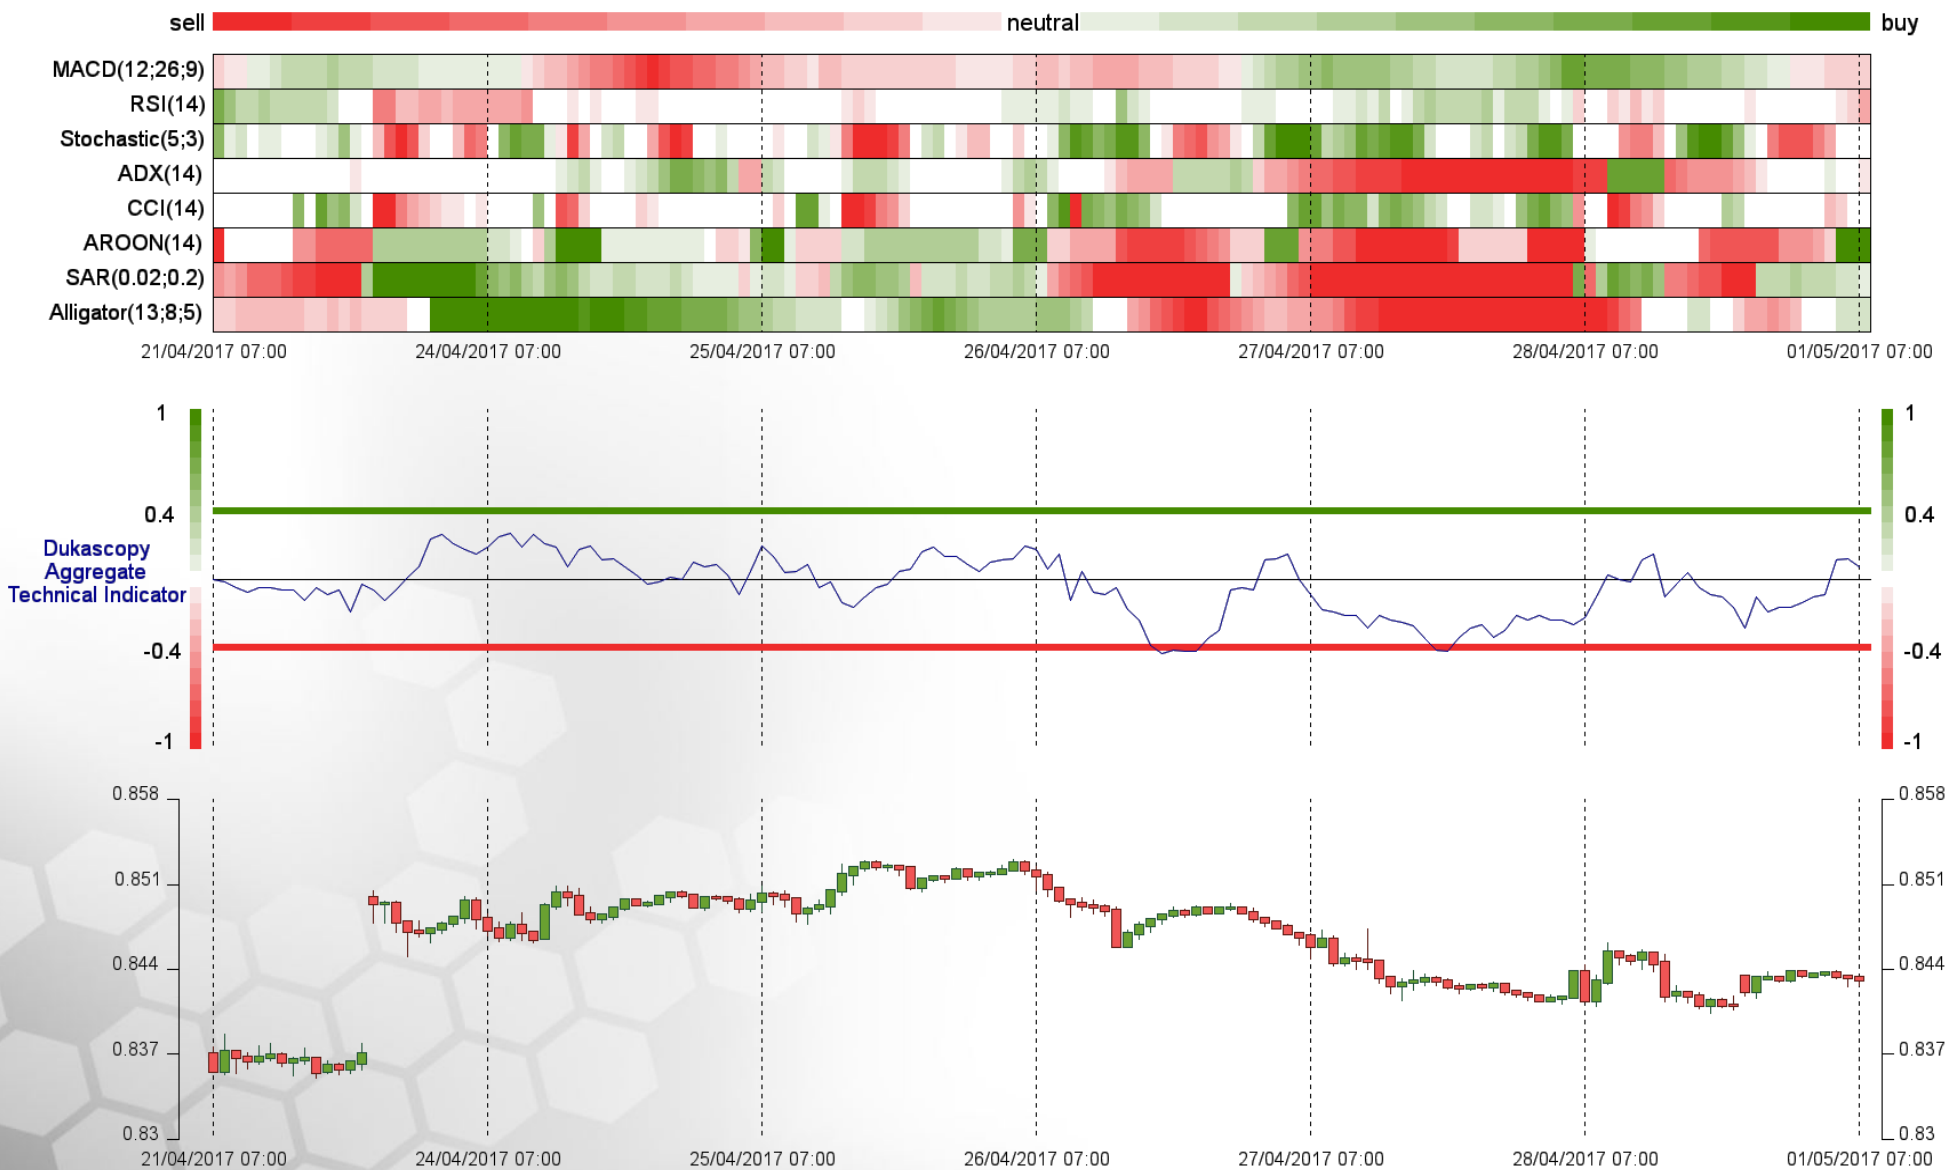 sell neutral buy
MACD(12;26;9)
RSI(14)
Stochastic(5;3)
ADX(14)
CCI(14)
AROON(14)
SAR(0.02;0.2)
Alligator(13;8;5)
21/04/2017 07:00 24/04/2017 07:00 25/04/2017 07:00 26/04/2017 07:00 27/04/2017 07:00 28/04/2017 07:00 01/05/2017 07:00
1 1
0.4 0.4
Dukascopy
Aggregate
Technical Indicator
-0.4 -0.4
-1 -1
0.858 0.858
0.851 0.851
0.844 0.844
0.837 0.837
0.83 0.83
21/04/2017 07:00 24/04/2017 07:00 25/04/2017 07:00 26/04/2017 07:00 27/04/2017 07:00 28/04/2017 07:00 01/05/2017 07:00